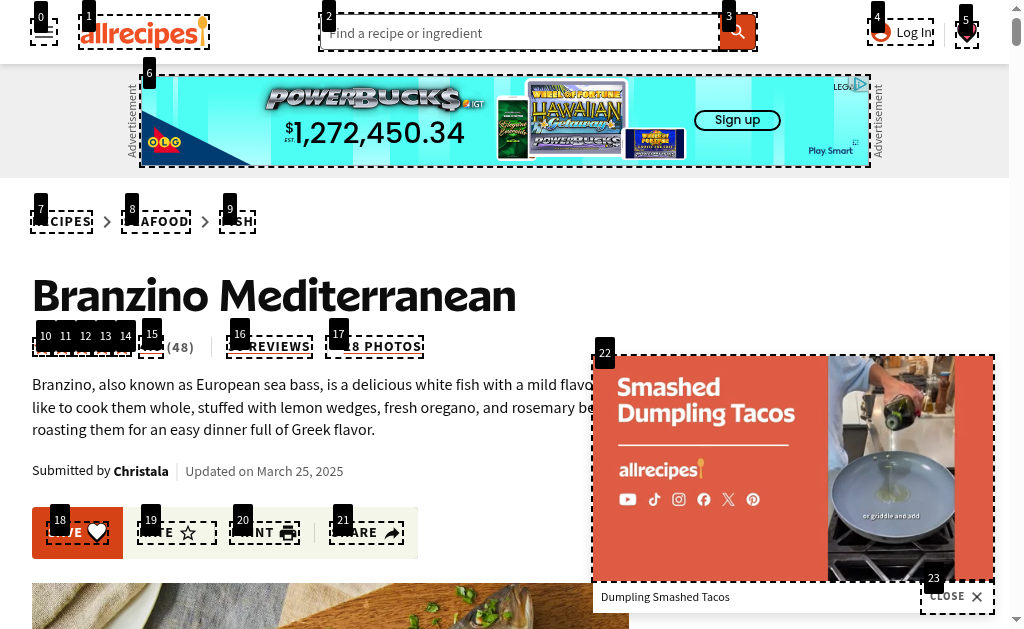 0
1
2
3
4
5
allrecipes
Find a recipe or ingredient
Log In
6
Advertisement
POWERBUCK$ IGT
$1,272,450.34
EST.
OLG
WHEEL OF FORTUNE
HAWAIIAN
Getaway
POWERBUCKS
Sign up
LEGAL
Play. Smart
Advertisement
7
8
9
RECIPES
SEAFOOD
FISH
Branzino Mediterranean
10 11 12 13 14 15
(48)
16
REVIEWS
17
28 PHOTOS
Branzino, also known as European sea bass, is a delicious white fish with a mild flavo
like to cook them whole, stuffed with lemon wedges, fresh oregano, and rosemary be
roasting them for an easy dinner full of Greek flavor.
Submitted by Christala
Updated on March 25, 2025
18
SAVE
19
RATE
20
PRINT
21
SHARE
22
Smashed
Dumpling Tacos
allrecipes
or griddle and add
Dumpling Smashed Tacos
23
CLOSE